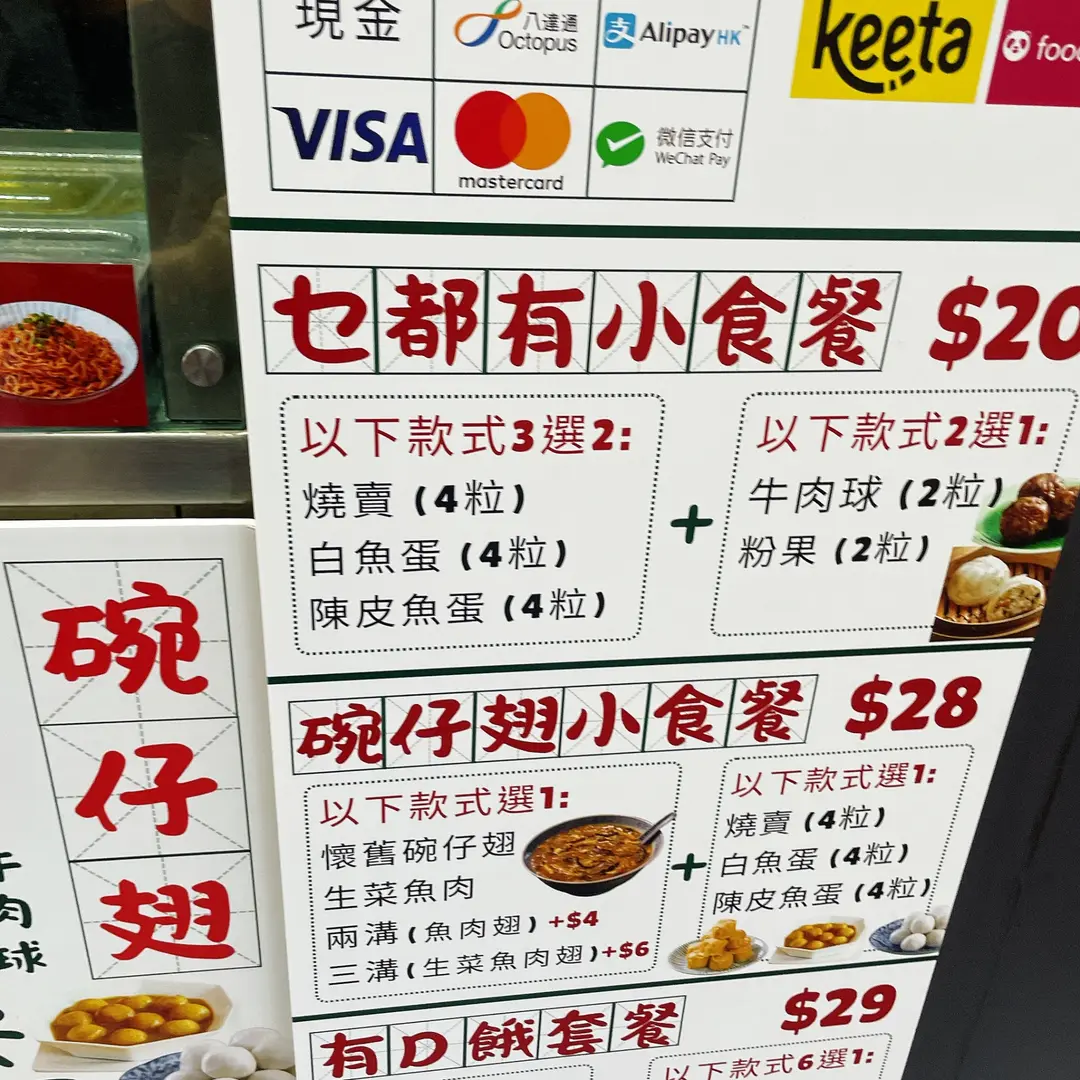 現金
八達通
Octopus
AlipayHK
keeta
VISA
mastercard
微信支付
WeChat Pay
乜都有小食餐 $20
以下款式3選2:
燒賣 (4粒)
白魚蛋 (4粒)
陳皮魚蛋 (4粒)
+
以下款式2選1:
牛肉球 (2粒)
粉果 (2粒)
碗仔翅小食餐 $28
以下款式選1:
懷舊碗仔翅
生菜魚肉
兩溝 (魚肉翅) +$4
三溝 (生菜魚肉翅) +$6
+
以下款式選1:
燒賣 (4粒)
白魚蛋 (4粒)
陳皮魚蛋 (4粒)
有D餓套餐 $29
以下款式6選1:
碗仔翅
肉球